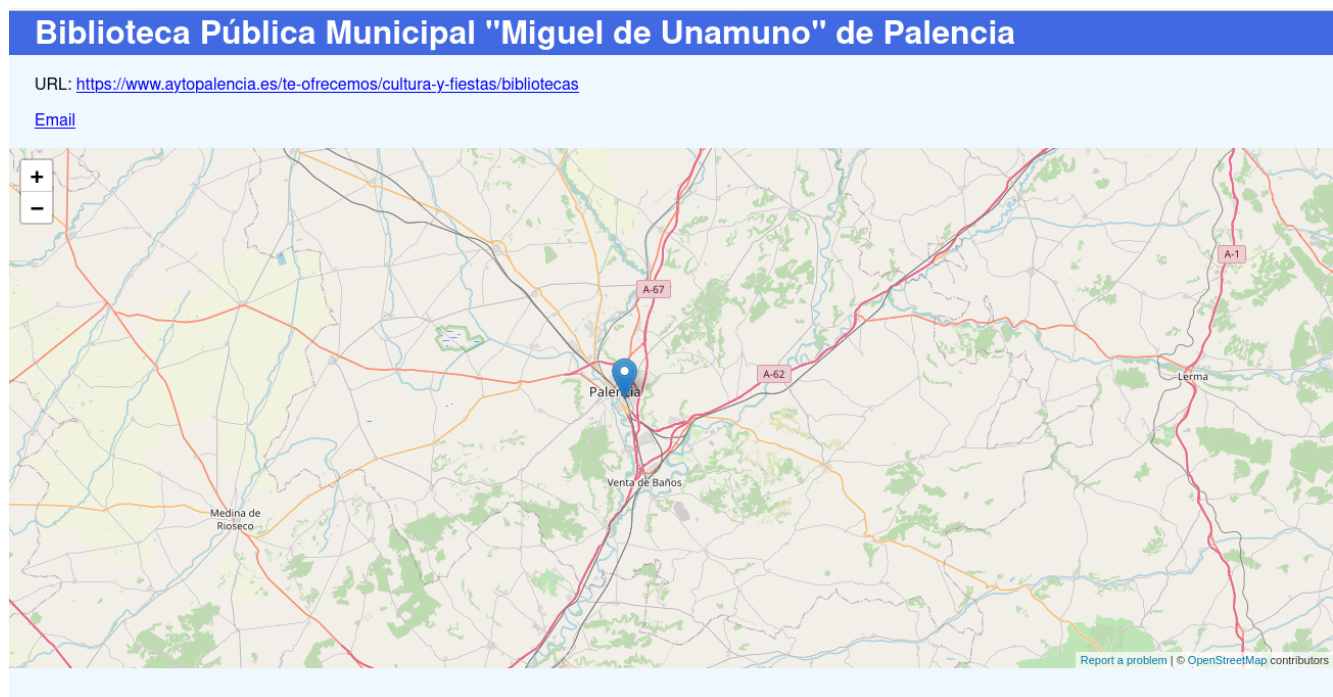 Biblioteca Pública Municipal "Miguel de Unamuno" de Palencia
URL: https://www.aytopalencia.es/te-ofrecemos/cultura-y-fiestas/bibliotecas
Email
+
−
A-1
A-67
A-62
Palencia
Lerma
Venta de Baños
Medina de
Rioseco
Report a problem | © OpenStreetMap contributors